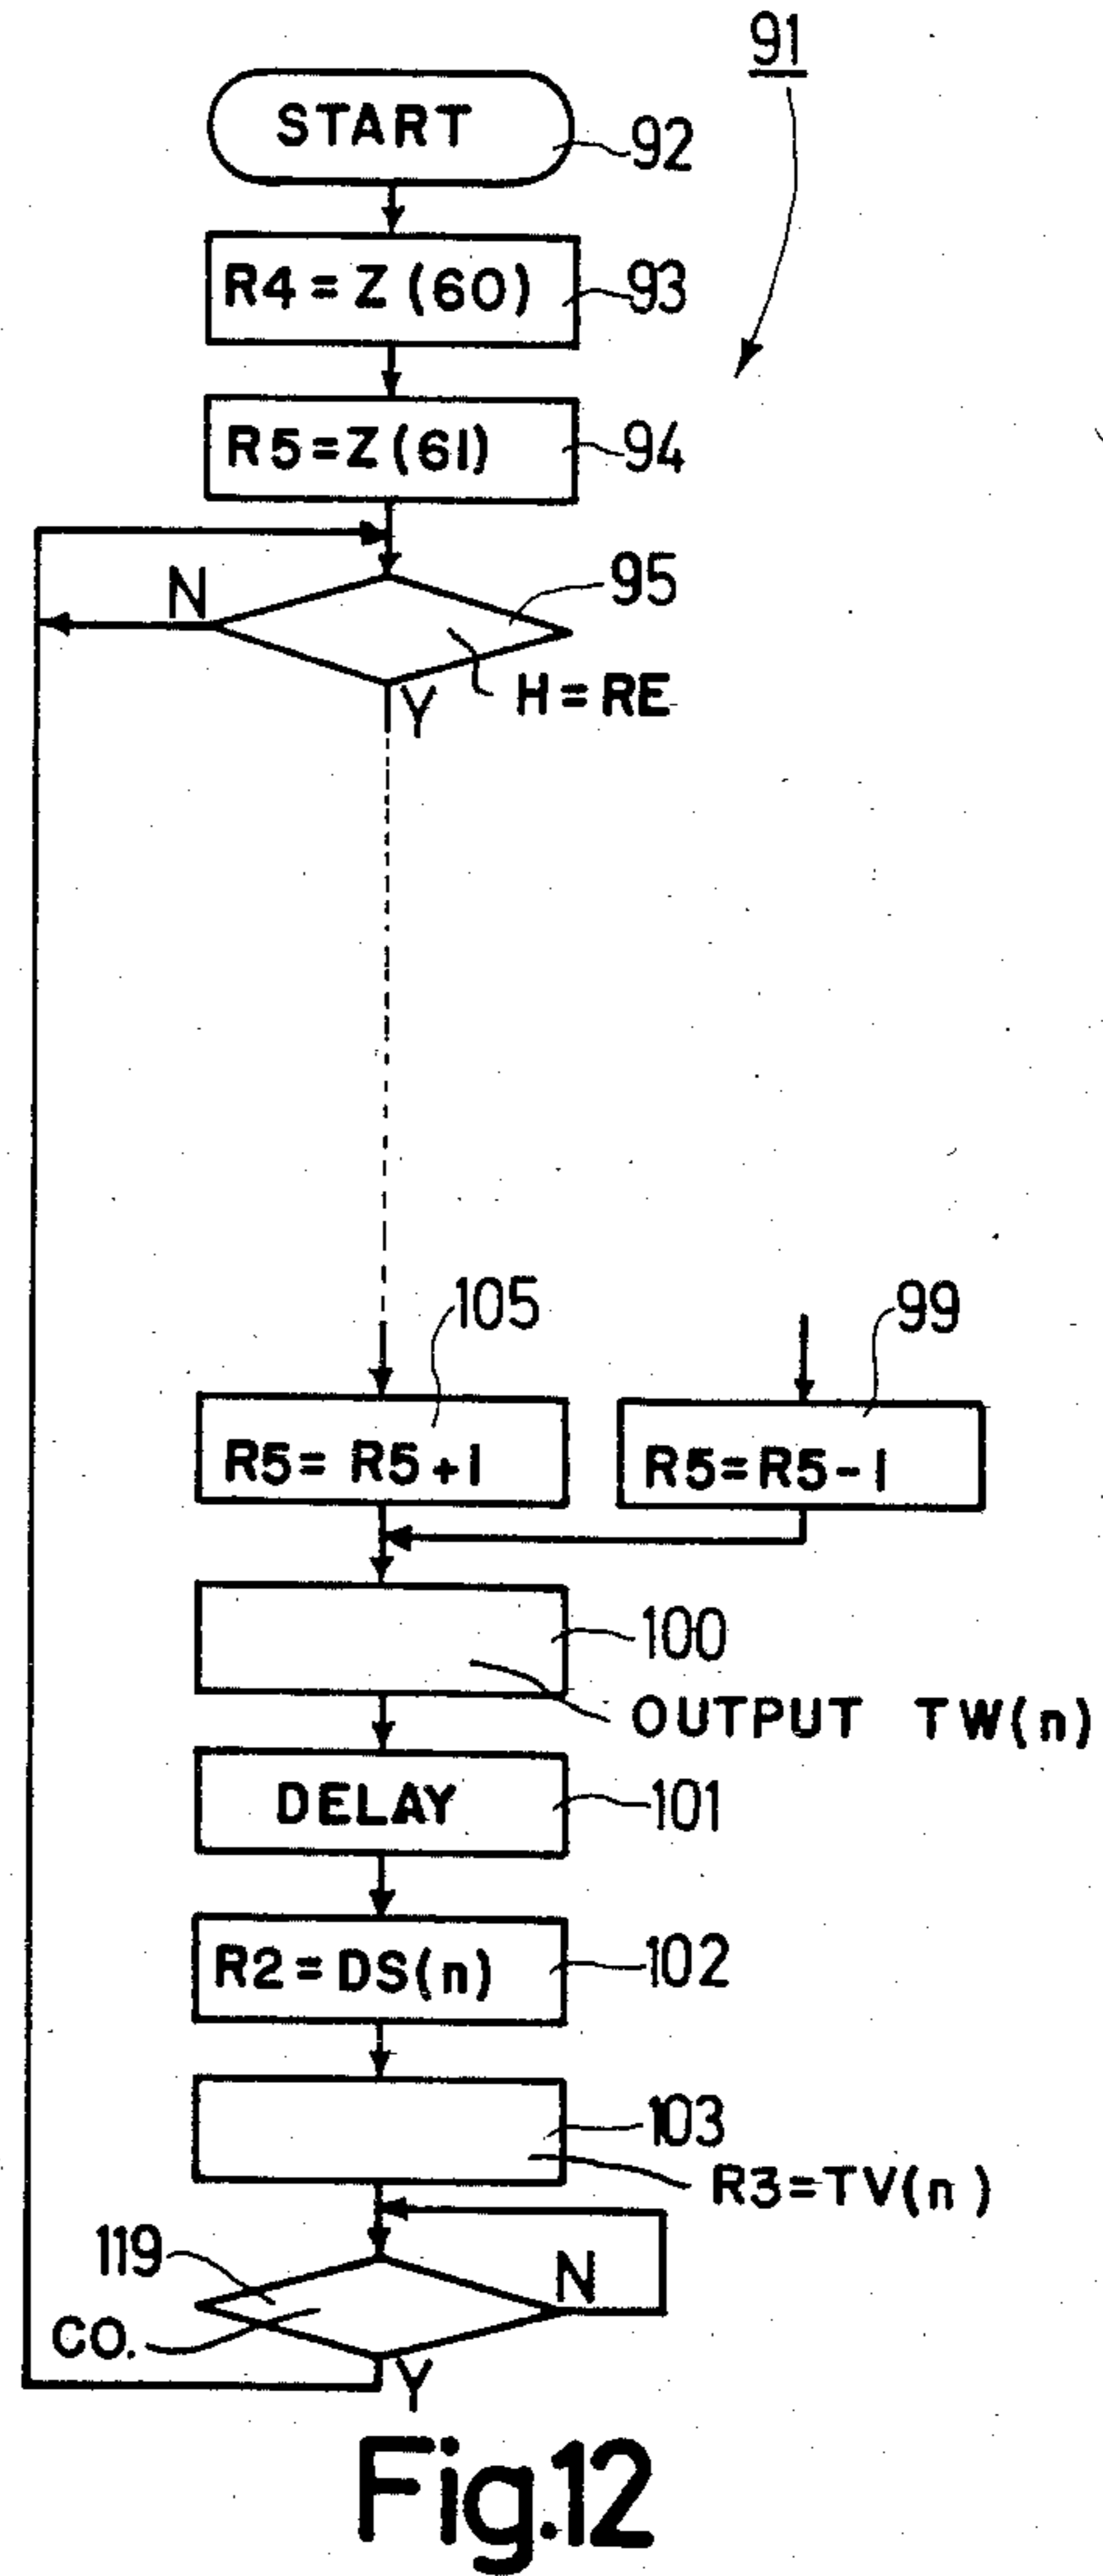 91
START
92
R4 = Z (60)
93
R5 = Z (61)
94
N
95
H = RE
Y
105
99
R5 = R5 + 1
R5 = R5 - 1
100
OUTPUT TW(n)
DELAY
101
R2 = DS(n)
102
103
R3 = TV(n)
119
N
CO.
Y
Fig.12